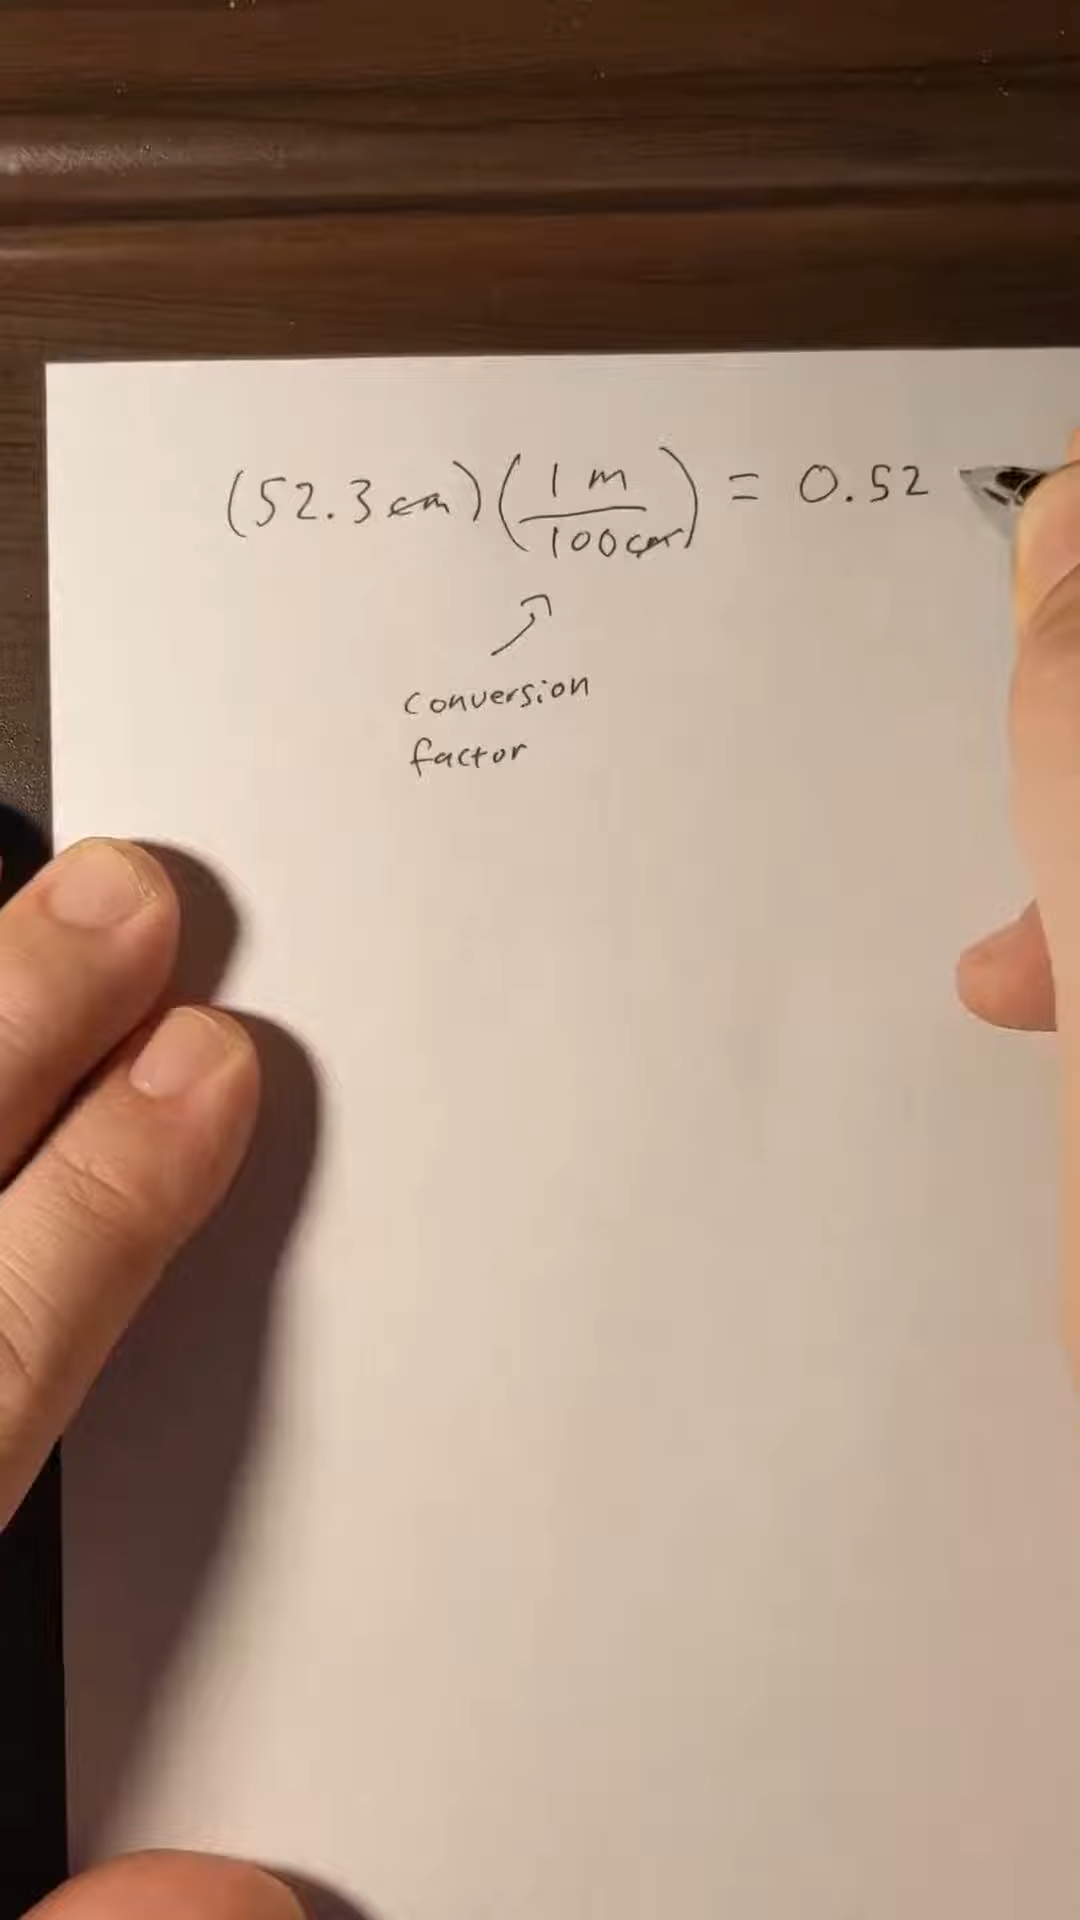 (52.3 cm) (1 m / 100 cm) = 0.52
conversion
factor